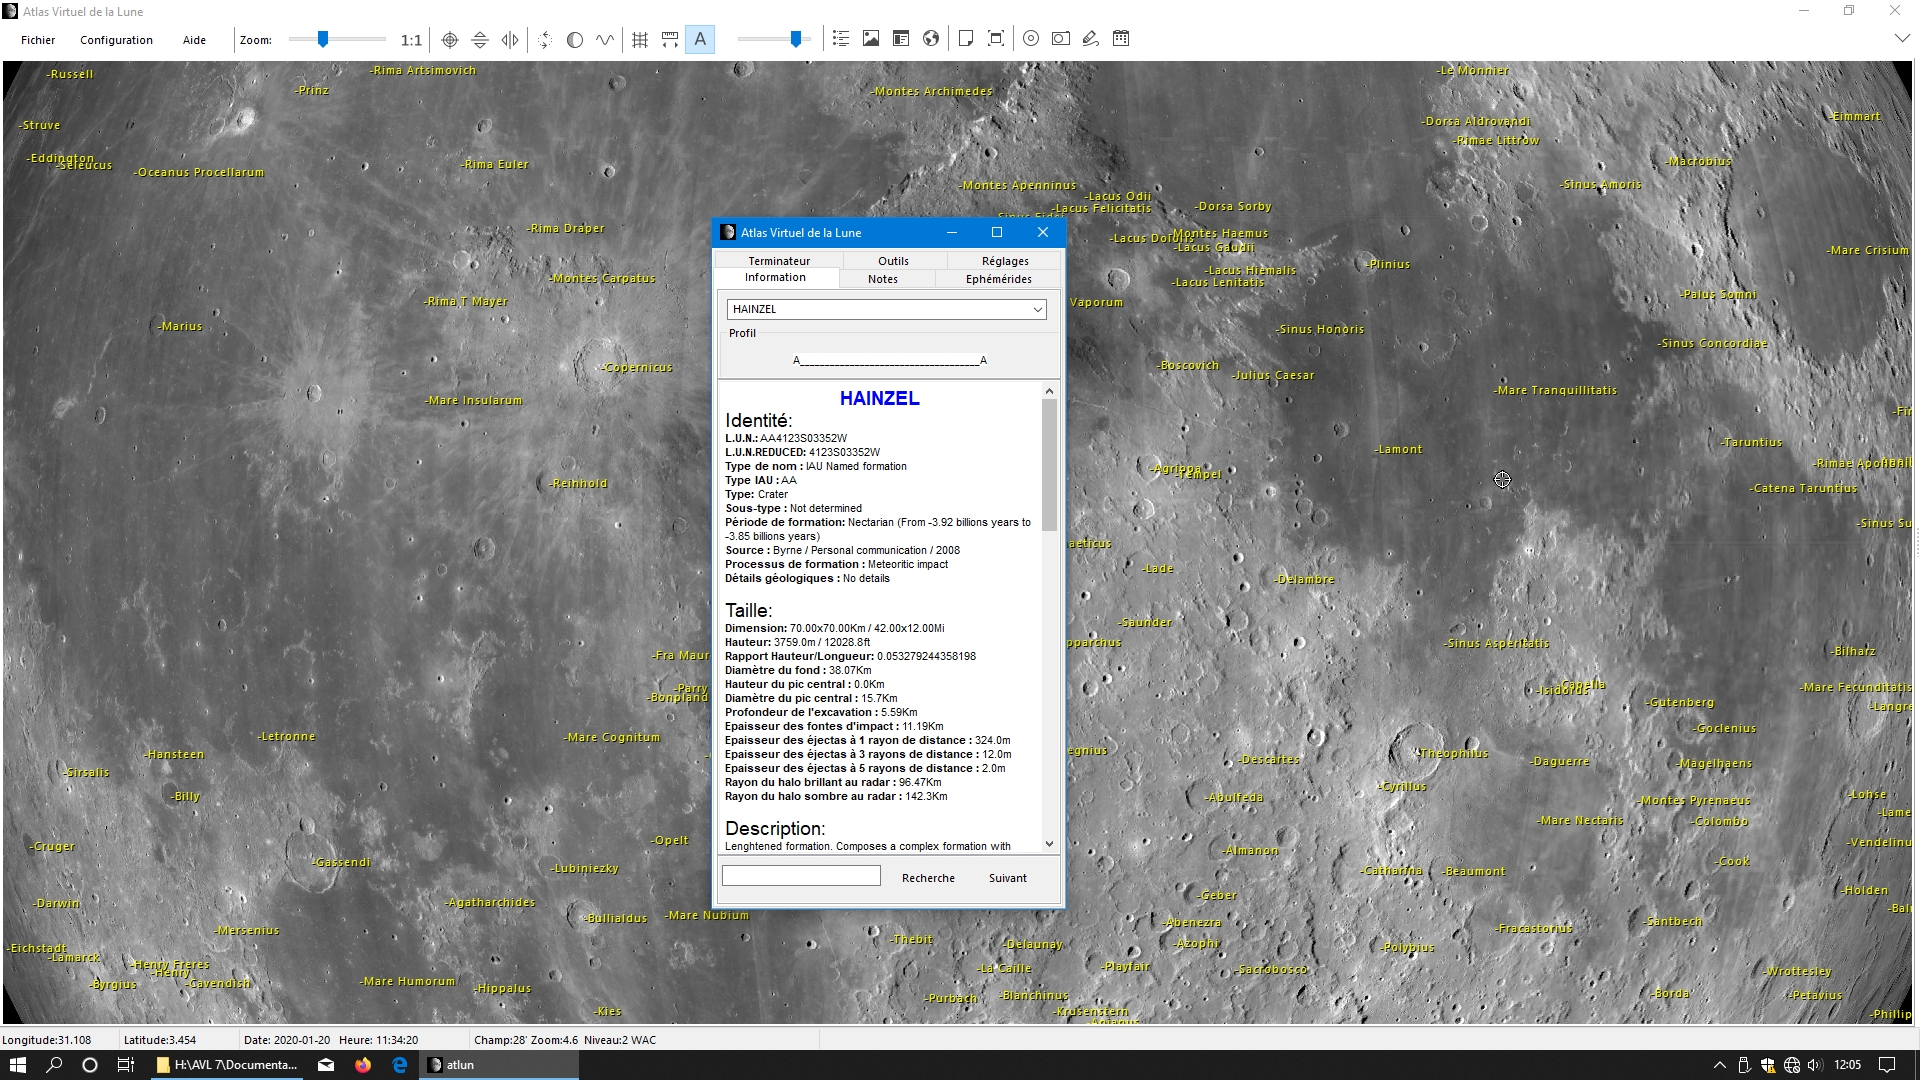 Atlas Virtuel de la Lune
Fichier Configuration Aide Zoom: 1:1 A
-Russell
-Rima Artsimovich
-Le Monnier
-Prinz
-Montes Archimedes
-Struve
-Dorsa Aldrovandi
-Eimmart
-Rimae Littrow
-Eddington
-Seleucus
-Oceanus Procellarum
-Rima Euler
-Macrobius
-Montes Apenninus
-Sinus Amoris
-Lacus Odii
-Lacus Felicitatis
-Dorsa Sorby
-Rima Draper
-Lacus Doloris
-Montes Haemus
-Lacus Gaudii
-Mare Crisium
-Montes Carpatus
-Lacus Hiemalis
-Lacus Lenitatis
-Plinius
-Palus Somni
-Rima T Mayer
Vaporum
-Marius
-Sinus Honoris
-Sinus Concordiae
-Copernicus
-Boscovich
-Julius Caesar
-Mare Insularum
-Mare Tranquillitatis
-Lamont
-Taruntius
-Agrippa
-Tempel
-Reinhold
-Catena Taruntius
-Lade
-Delambre
-Saunder
-Sinus Asperitatis
-Bilharz
-Fra Maur
-Parry
-Bonpland
-Capella
-Isidorus
-Mare Fecunditatis
-Gutenberg
-Langre
-Goclenius
-Letronne
-Mare Cognitum
-Hansteen
-Theophilus
-Descartes
-Daguerre
-Magelhaens
-Sirsalis
-Billy
-Cyrillus
-Abulfeda
-Montes Pyrenaeus
-Lohse
-Lame
-Mare Nectaris
-Colombo
-Opelt
-Cruger
-Almanon
-Vendelinu
-Gassendi
-Lubiniezky
-Catharina
-Beaumont
-Cook
-Darwin
-Agatharchides
-Geber
-Holden
-Bal
-Bullialdus
-Mare Nubium
-Abenezra
-Santbech
-Mersenius
-Fracastorius
-Thebit
-Delaunay
-Azophi
-Polybius
-Eichstadt
-Lamarck
-Henry Freres
-Henry
-La Caille
-Playfair
-Sacrobosco
-Wrottesley
-Byrgius
-Cavendish
-Mare Humorum
-Hippalus
-Purbach
-Blanchinus
-Borda
-Petavius
-Kies
-Krusenstern
-Phillip
Atlas Virtuel de la Lune
Terminateur Outils Réglages
Information Notes Ephémérides
HAINZEL
Profil
A____________________________________A
HAINZEL
Identité:
L.U.N.: AA4123S03352W
L.U.N.REDUCED: 4123S03352W
Type de nom : IAU Named formation
Type IAU : AA
Type: Crater
Sous-type : Not determined
Période de formation: Nectarian (From -3.92 billions years to
-3.85 billions years)
Source : Byrne / Personal communication / 2008
Processus de formation : Meteoritic impact
Détails géologiques : No details
Taille:
Dimension: 70.00x70.00Km / 42.00x12.00Mi
Hauteur: 3759.0m / 12028.8ft
Rapport Hauteur/Longueur: 0.053279244358198
Diamètre du fond : 38.07Km
Hauteur du pic central : 0.0Km
Diamètre du pic central : 15.7Km
Profondeur de l'excavation : 5.59Km
Epaisseur des fontes d'impact : 11.19Km
Epaisseur des éjectas à 1 rayon de distance : 324.0m
Epaisseur des éjectas à 3 rayons de distance : 12.0m
Epaisseur des éjectas à 5 rayons de distance : 2.0m
Rayon du halo brillant au radar : 96.47Km
Rayon du halo sombre au radar : 142.3Km
Description:
Lenghtened formation. Composes a complex formation with
Recherche Suivant
Longitude:31.108 Latitude:3.454 Date: 2020-01-20 Heure: 11:34:20 Champ:28' Zoom:4.6 Niveau:2 WAC
H:\AVL 7\Documenta... atlun 12:05